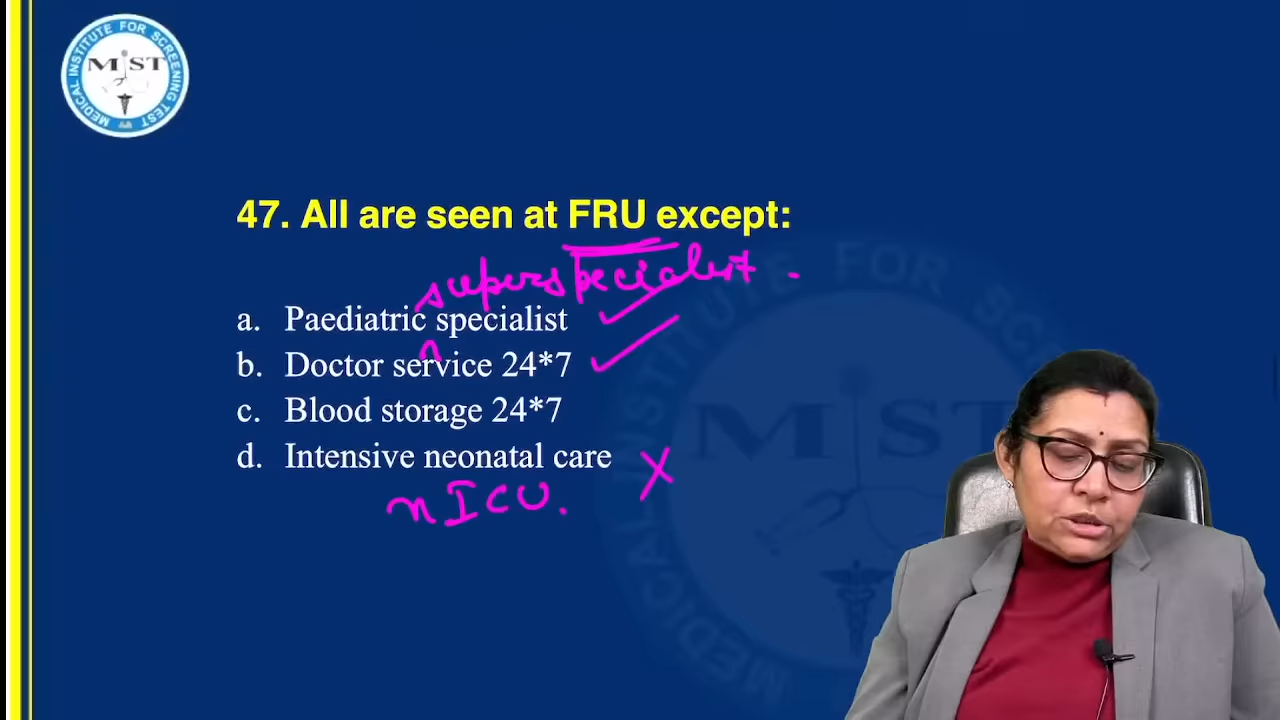 MEDICAL INSTITUTE FOR SCREENING TEST
MIST
47. All are seen at FRU except:
superspecialist.
a. Paediatric specialist
b. Doctor service 24*7
c. Blood storage 24*7
d. Intensive neonatal care
nICU.